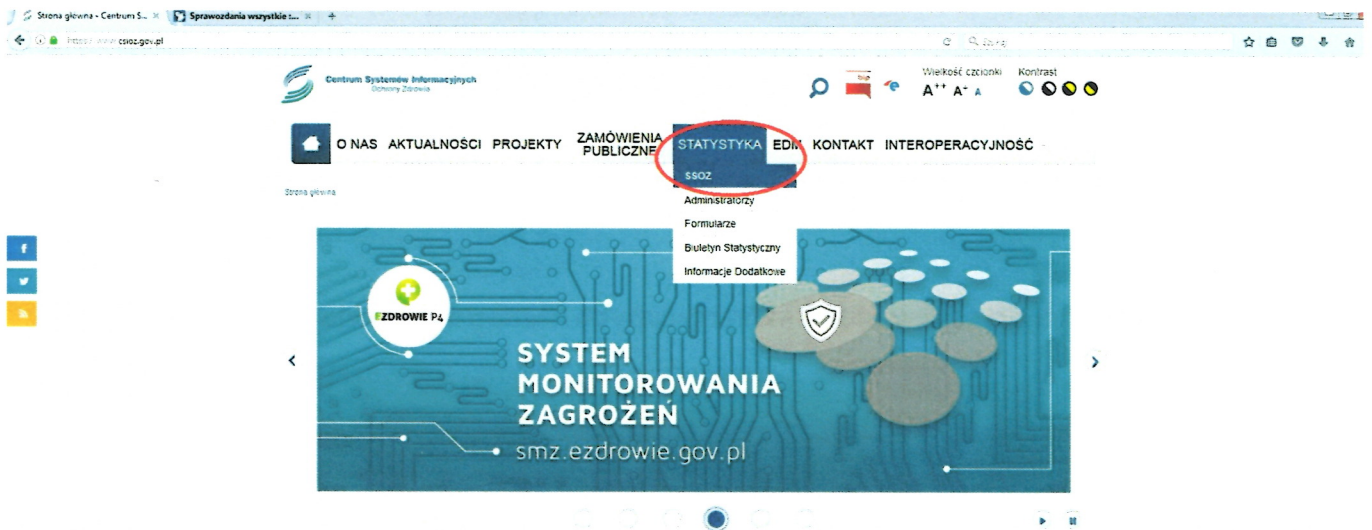 Strona główna - Centrum S...
Sprawozdania wszystkie :...
csioz.gov.pl
Centrum Systemów Informacyjnych
Ochrony Zdrowia
bip
Wielkość czcionki
Kontrast
A++ A+ A
O NAS
AKTUALNOŚCI
PROJEKTY
ZAMÓWIENIA
PUBLICZNE
STATYSTYKA
EDM
KONTAKT
INTEROPERACYJNOŚĆ
SSOZ
Strona główna
Administratorzy
Formularze
Biuletyn Statystyczny
Informacje Dodatkowe
EZDROWIE P4
SYSTEM
MONITOROWANIA
ZAGROŻEŃ
smz.ezdrowie.gov.pl